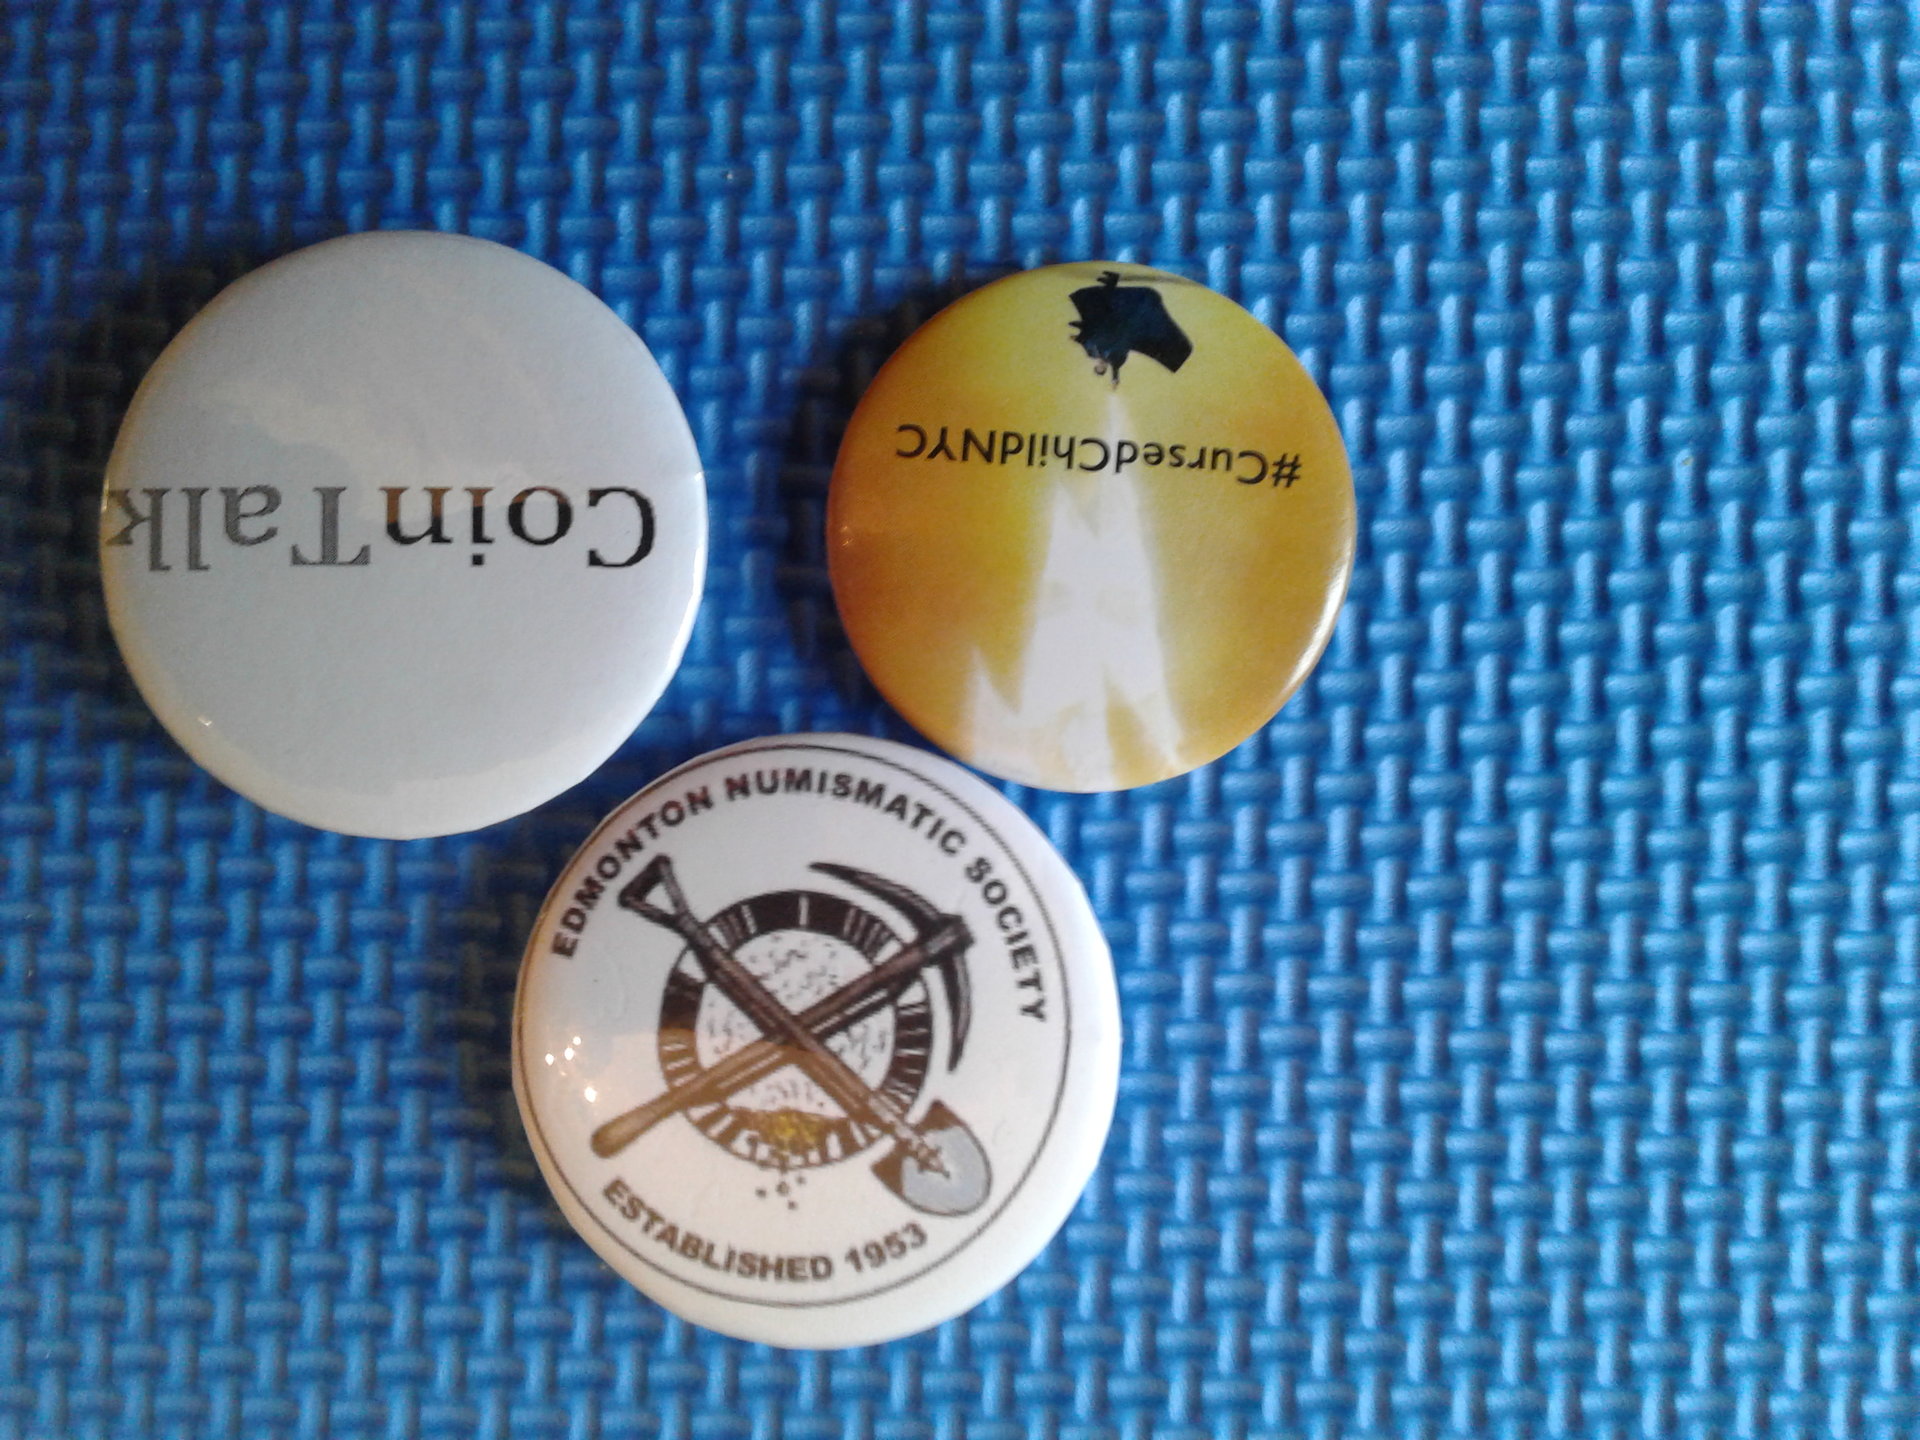 CoinTalk
#CursedChildNYC
EDMONTON NUMISMATIC SOCIETY
ESTABLISHED 1953